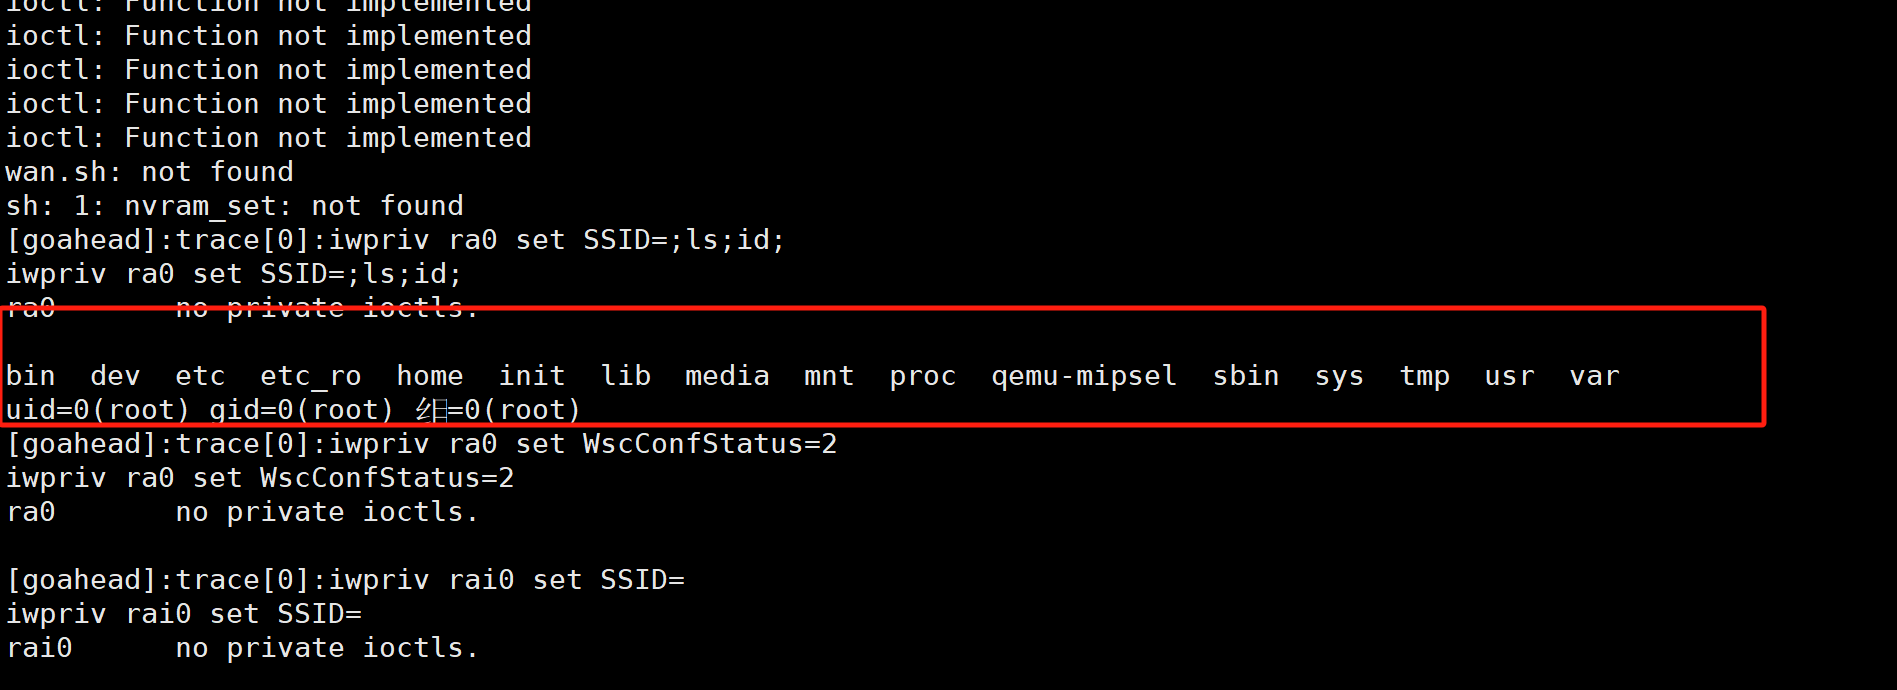 ioctl: Function not implemented
ioctl: Function not implemented
ioctl: Function not implemented
ioctl: Function not implemented
ioctl: Function not implemented
wan.sh: not found
sh: 1: nvram_set: not found
[goahead]:trace[0]:iwpriv ra0 set SSID=;ls;id;
iwpriv ra0 set SSID=;ls;id;
ra0       no private ioctls.
bin  dev  etc  etc_ro  home  init  lib  media  mnt  proc  qemu-mipsel  sbin  sys  tmp  usr  var
uid=0(root) gid=0(root) 组=0(root)
[goahead]:trace[0]:iwpriv ra0 set WscConfStatus=2
iwpriv ra0 set WscConfStatus=2
ra0       no private ioctls.
[goahead]:trace[0]:iwpriv rai0 set SSID=
iwpriv rai0 set SSID=
rai0      no private ioctls.